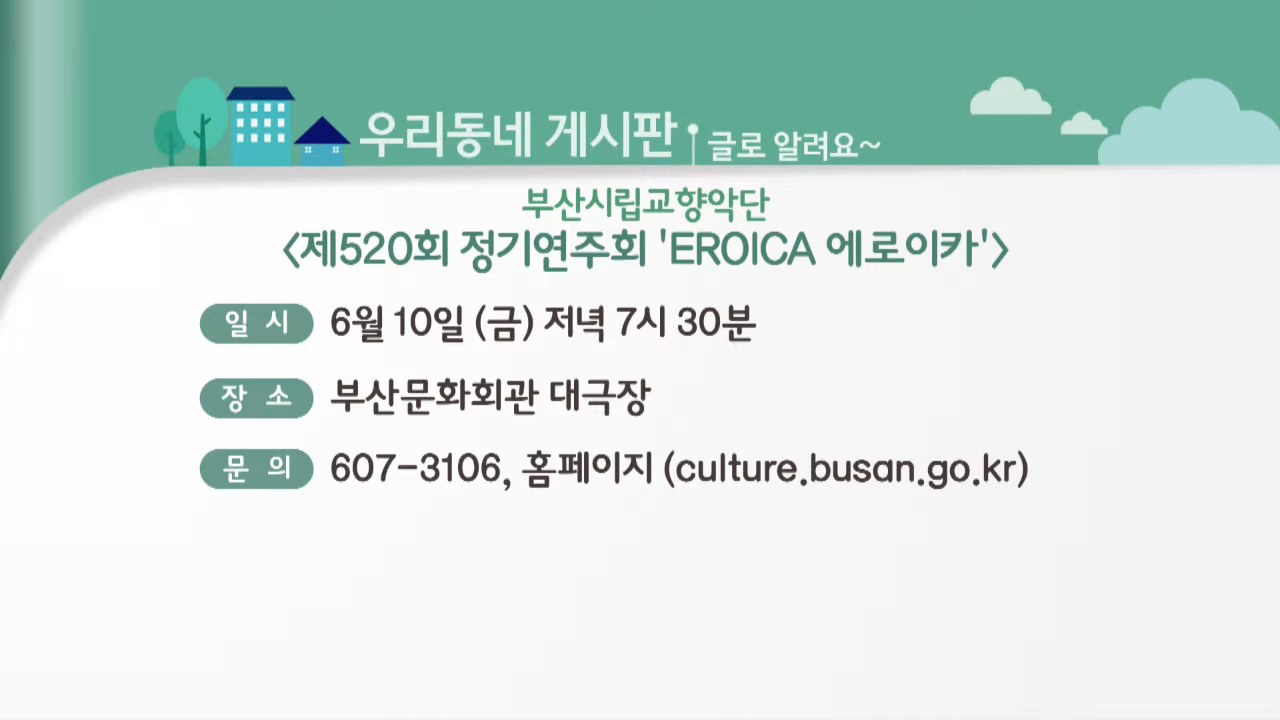 우리동네 게시판 글로 알려요~
부산시립교향악단
<제520회 정기연주회 'EROICA 에로이카'>
일 시 6월 10일 (금) 저녁 7시 30분
장 소 부산문화회관 대극장
문 의 607-3106, 홈페이지 (culture.busan.go.kr)